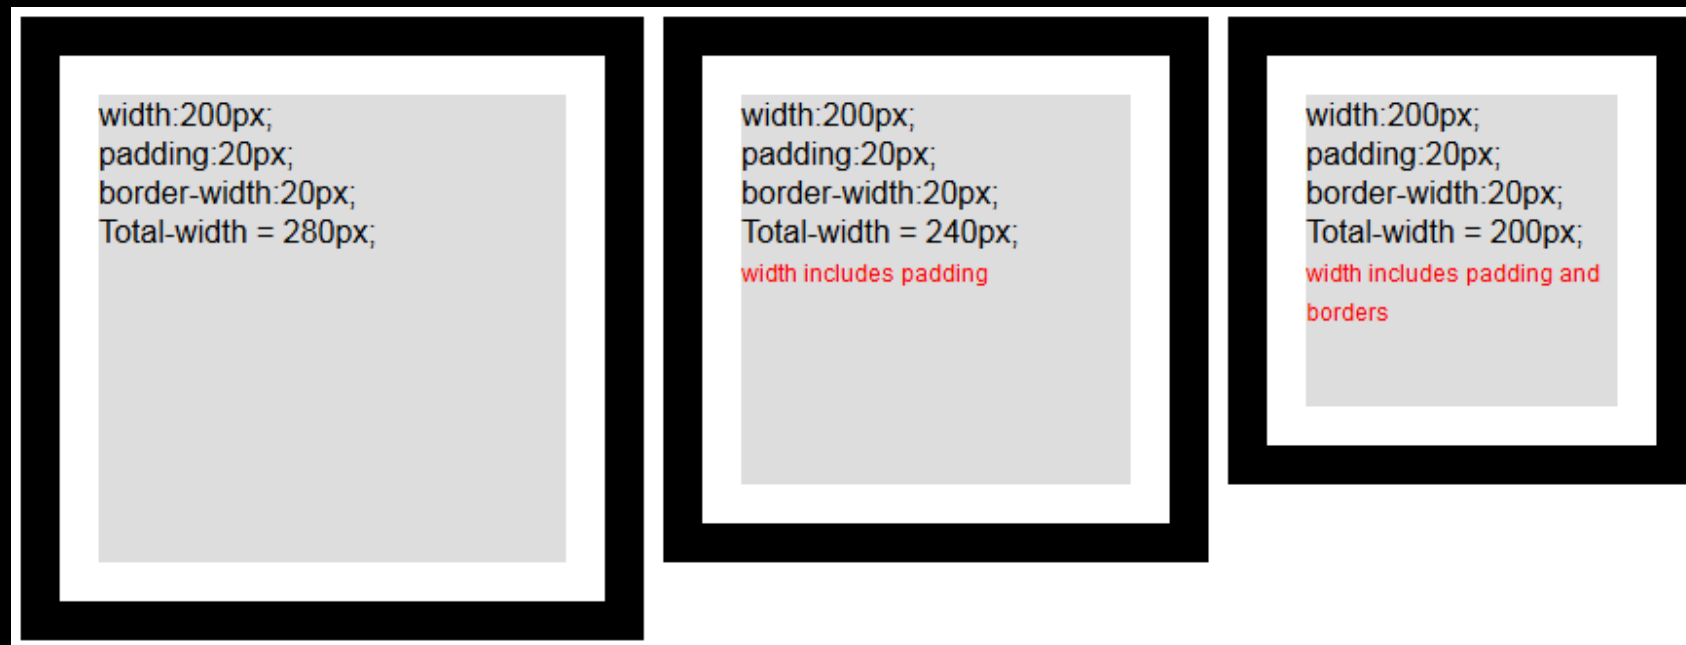 width:200px;
padding:20px;
border-width:20px;
Total-width = 280px;
width:200px;
padding:20px;
border-width:20px;
Total-width = 240px;
width includes padding
width:200px;
padding:20px;
border-width:20px;
Total-width = 200px;
width includes padding and
borders